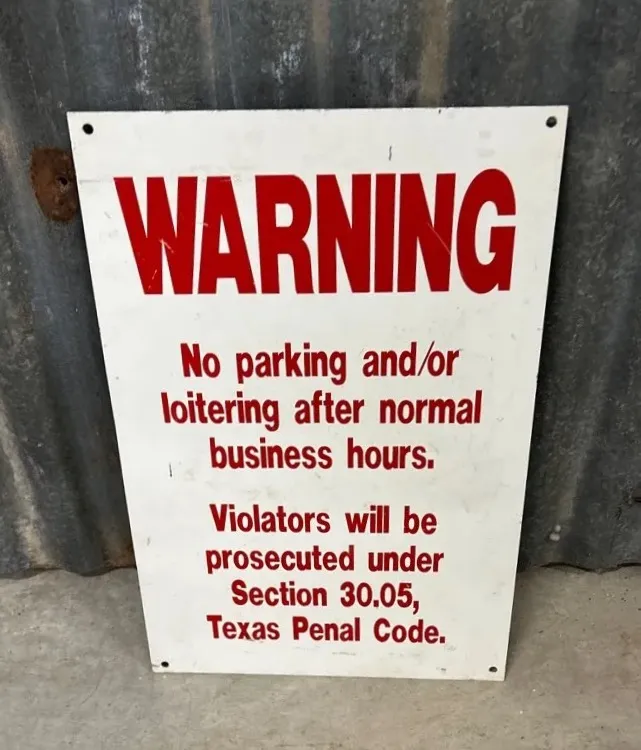 WARNING
No parking and/or
loitering after normal
business hours.
Violators will be
prosecuted under
Section 30.05,
Texas Penal Code.